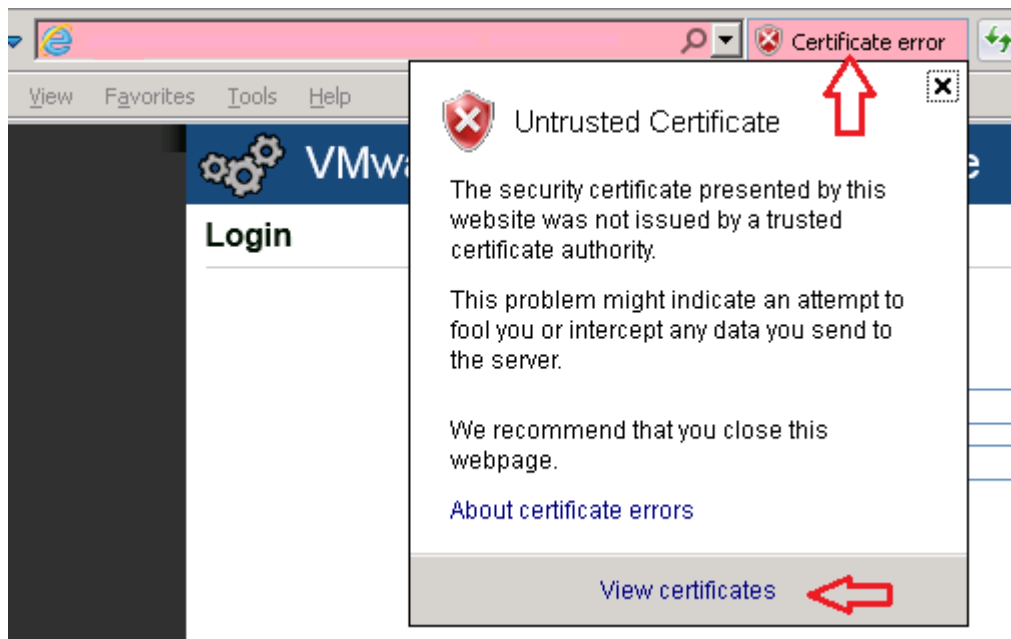 Certificate error
View Favorites Tools Help
VMwa
Login
Untrusted Certificate
The security certificate presented by this
website was not issued by a trusted
certificate authority.
This problem might indicate an attempt to
fool you or intercept any data you send to
the server.
We recommend that you close this
webpage.
About certificate errors
View certificates